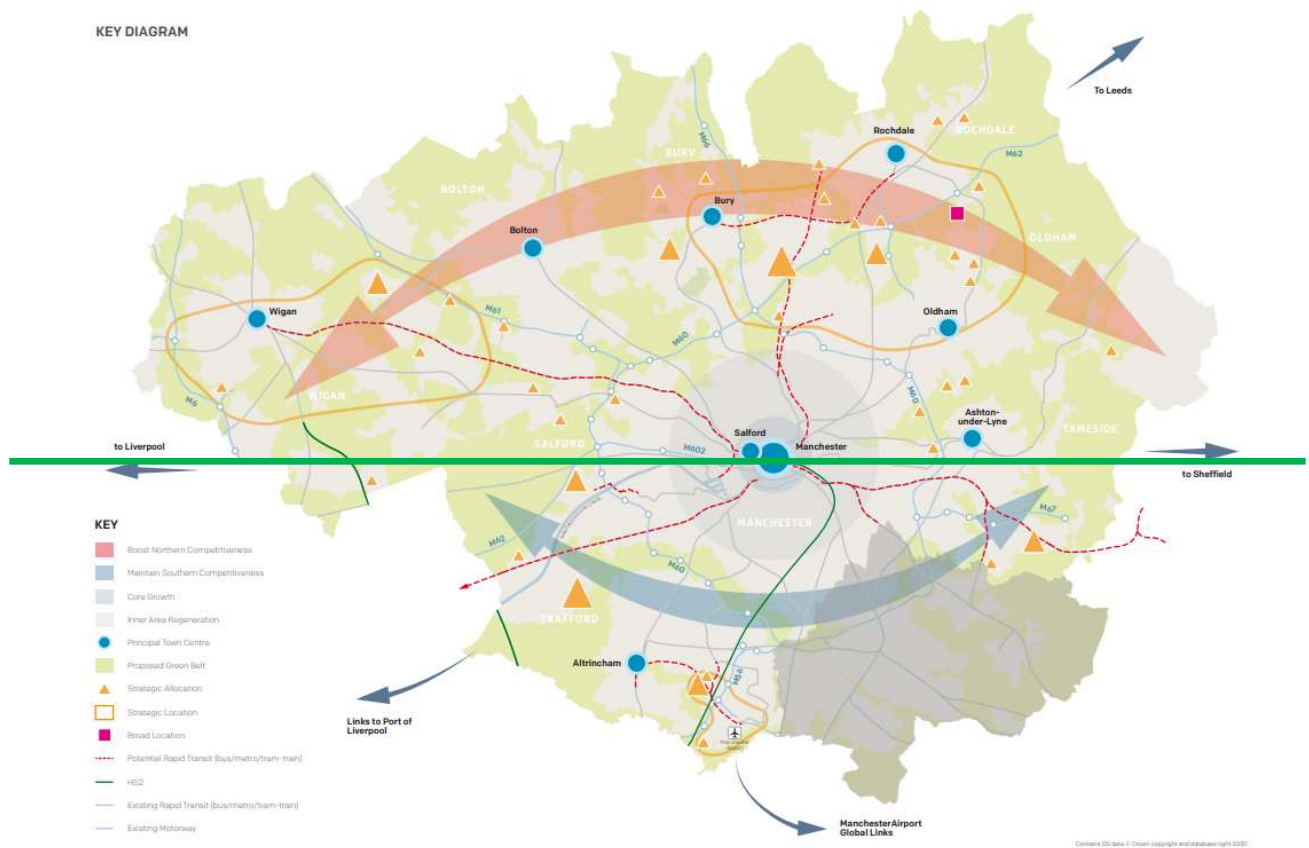 KEY DIAGRAM
To Leeds
Rochdale
ROCHDALE
M66
M62
BURY
BOLTON
Bury
OLDHAM
Bolton
Wigan
M61
Oldham
M60
M60
WIGAN
M6
Ashton-
under-Lyne
TAMESIDE
Salford
Manchester
SALFORD
M602
to Liverpool
to Sheffield
MANCHESTER
M67
M62
M60
TRAFFORD
Altrincham
M56
Links to Port of
Liverpool
Manchester Airport
Global Links
KEY
Boost Northern Competitiveness
Maintain Southern Competitiveness
Core Growth
Inner Area Regeneration
Principal Town Centre
Proposed Green Belt
Strategic Allocation
Strategic Location
Broad Location
Potential Rapid Transit (bus/metro/tram-train)
HS2
Existing Rapid Transit (bus/metro/tram-train)
Existing Motorway
Contains OS data © Crown copyright and database right 2020